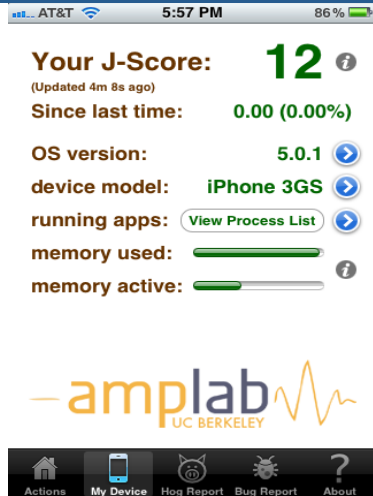 AT&T 5:57 PM 86%
Your J-Score: 12
(Updated 4m 8s ago)
Since last time: 0.00 (0.00%)
OS version: 5.0.1
device model: iPhone 3GS
running apps: View Process List
memory used:
memory active:
amplab
UC BERKELEY
Actions My Device Hog Report Bug Report About